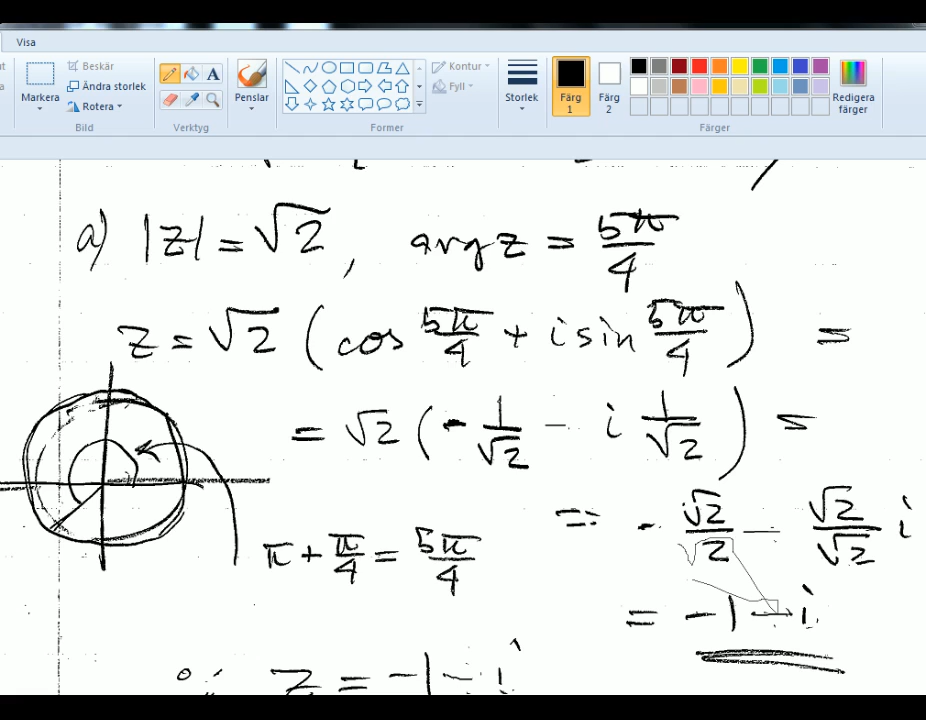 Visa
Beskär Kontur
Ändra storlek Fyll
Markera Rotera Penslar Storlek Färg 1 Färg 2 Redigera färger
Bild Verktyg Former Färger
a) |z| = √2, arg z = 5π/4
z = √2 ( cos 5π/4 + i sin 5π/4 ) =
= √2 ( - 1/√2 - i 1/√2 ) =
= - √2/√2 - √2/√2 i
π + π/4 = 5π/4
= -1 - i
z = -1 - i